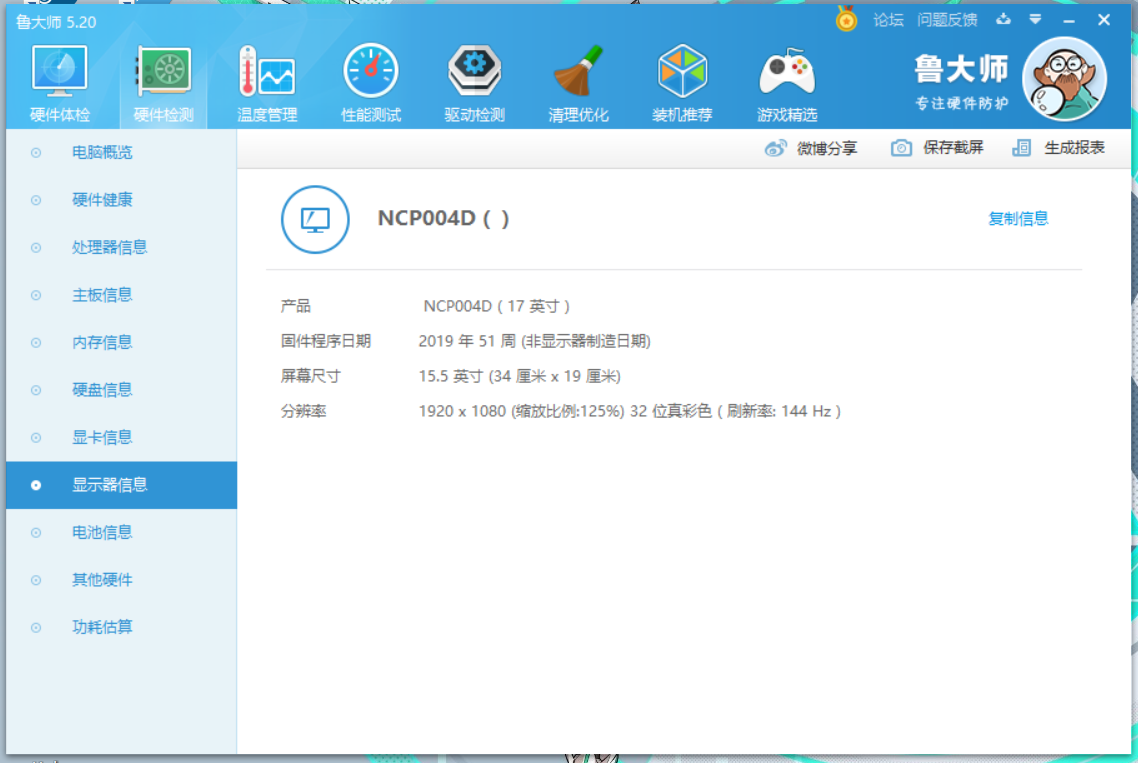 鲁大师 5.20
论坛 问题反馈
硬件体检 硬件检测 温度管理 性能测试 驱动检测 清理优化 装机推荐 游戏精选
鲁大师
专注硬件防护
微博分享 保存截屏 生成报表
电脑概览
硬件健康
处理器信息
主板信息
内存信息
硬盘信息
显卡信息
显示器信息
电池信息
其他硬件
功耗估算
NCP004D ( )
复制信息
产品 NCP004D ( 17 英寸 )
固件程序日期 2019 年 51 周 (非显示器制造日期)
屏幕尺寸 15.5 英寸 (34 厘米 x 19 厘米)
分辨率 1920 x 1080 (缩放比例:125%) 32 位真彩色 ( 刷新率: 144 Hz )